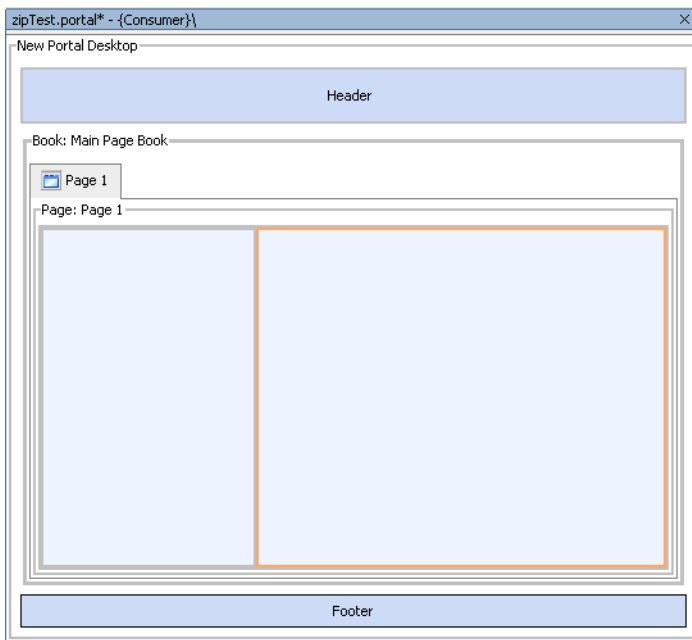 zipTest.portal* - {Consumer}\
New Portal Desktop
Header
Book: Main Page Book
Page 1
Page: Page 1
Footer